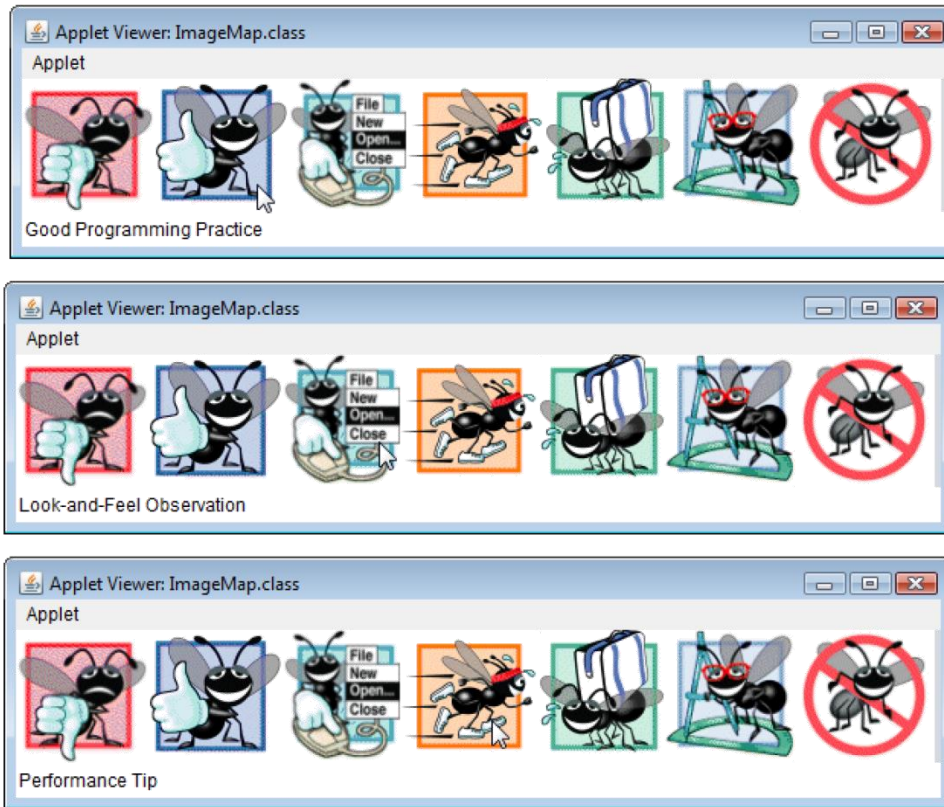 Applet Viewer: ImageMap.class
Applet
File
New
Open...
Close
Good Programming Practice
Applet Viewer: ImageMap.class
Applet
File
New
Open...
Close
Look-and-Feel Observation
Applet Viewer: ImageMap.class
Applet
File
New
Open...
Close
Performance Tip